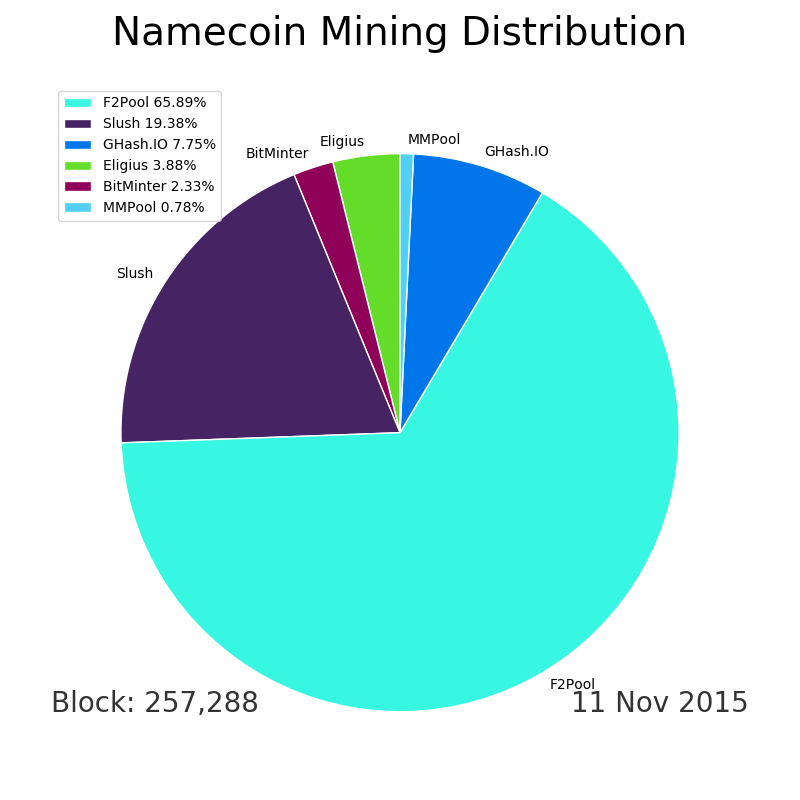 Namecoin Mining Distribution
F2Pool 65.89%
Slush 19.38%
GHash.IO 7.75%
Eligius 3.88%
BitMinter 2.33%
MMPool 0.78%
MMPool
Eligius
GHash.IO
BitMinter
Slush
F2Pool
Block: 257,288
11 Nov 2015